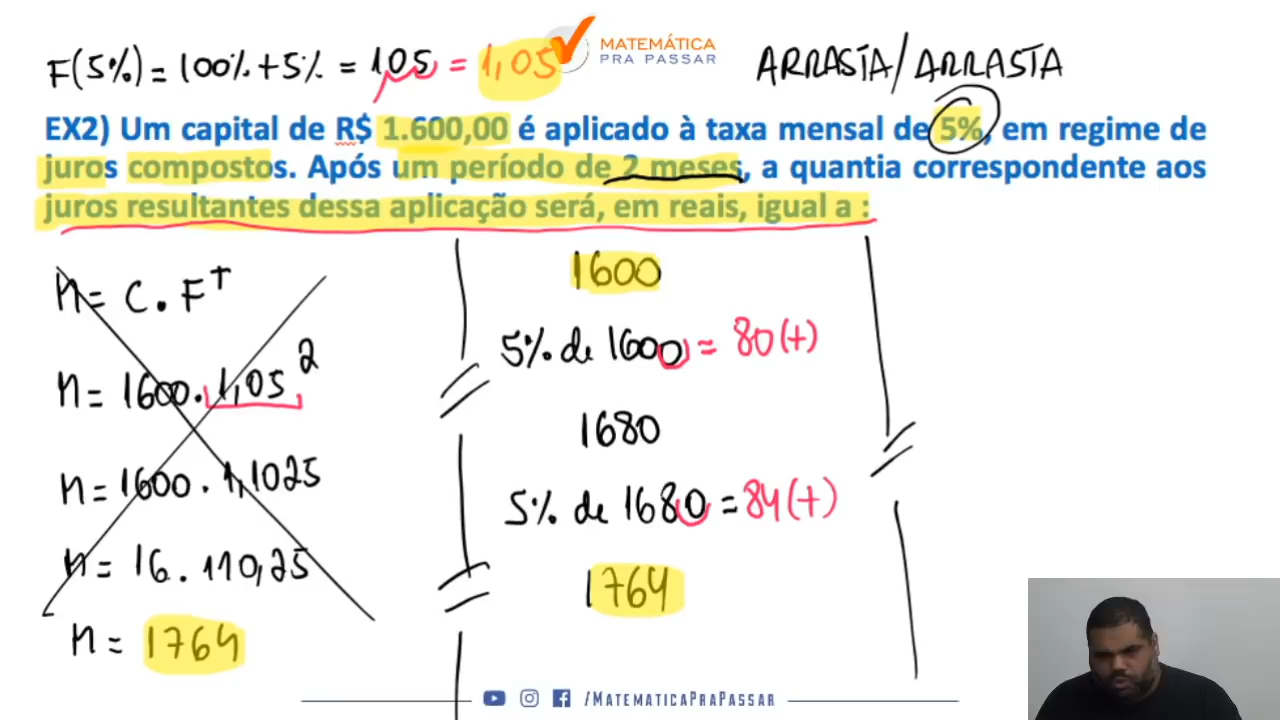 F(5%) = 100% + 5% = 105 = 1,05
MATEMÁTICA
PRA PASSAR
ARRASTA/ARRASTA
EX2) Um capital de R$ 1.600,00 é aplicado à taxa mensal de 5%, em regime de
juros compostos. Após um período de 2 meses, a quantia correspondente aos
juros resultantes dessa aplicação será, em reais, igual a :
M = C . F^T
M = 1600 . 1,05^2
M = 1600 . 1,1025
M = 16 . 110,25
M = 1764
1600
5% de 1600 = 80 (+)
1680
5% de 1680 = 84 (+)
1764
/MATEMATICAPRAPASSAR